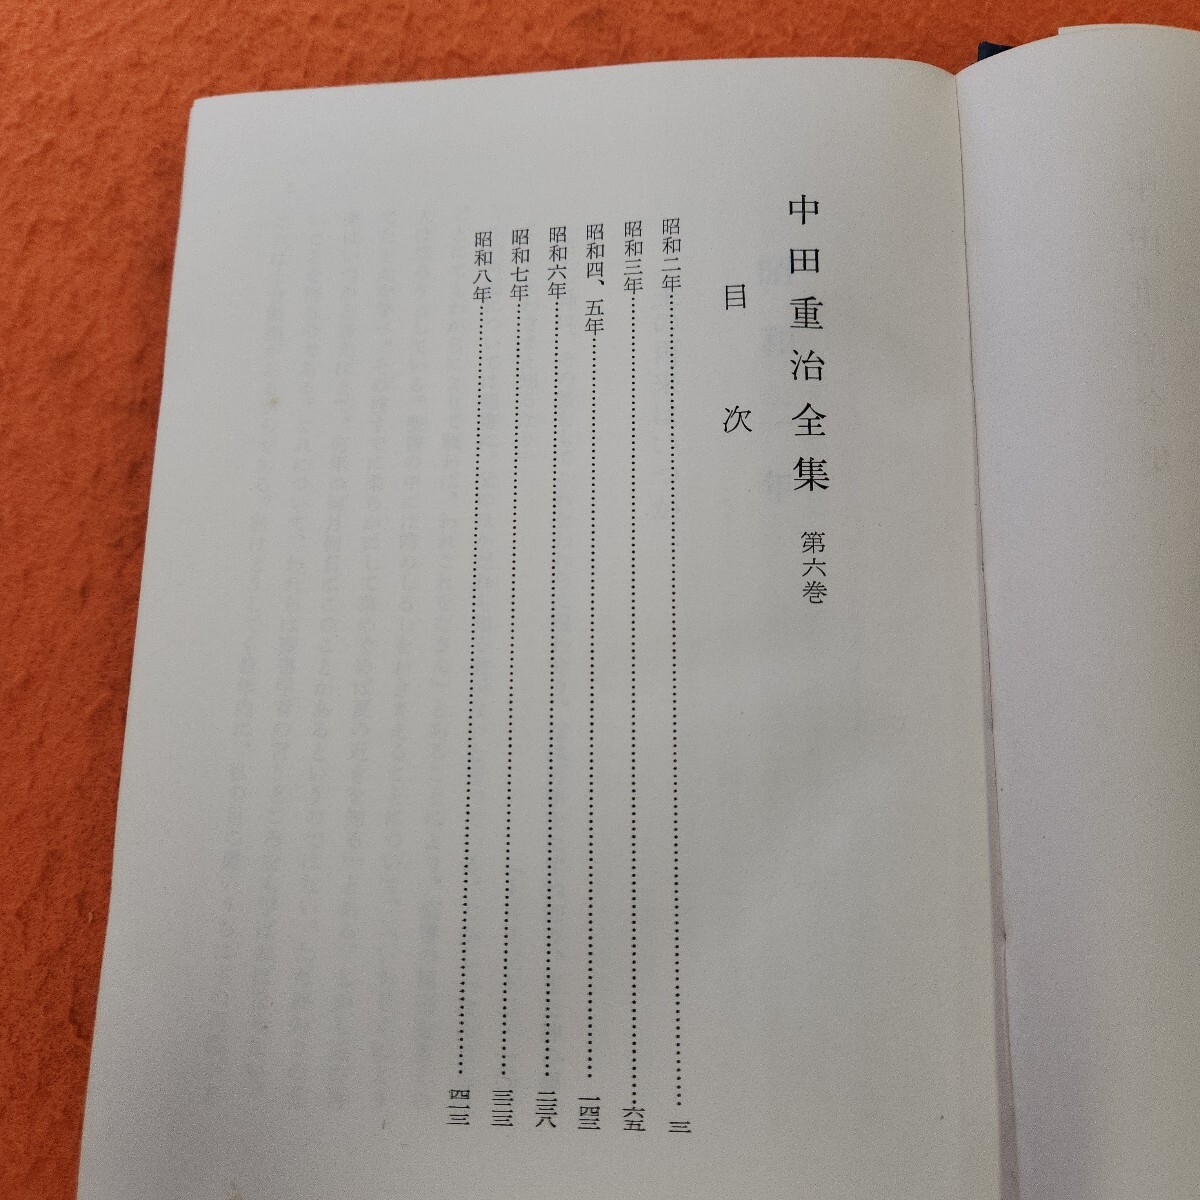 中田重治全集 第六巻
目次
昭和二年……三
昭和三年……六五
昭和四、五年……一四三
昭和六年……二三八
昭和七年……三二三
昭和八年……四一三